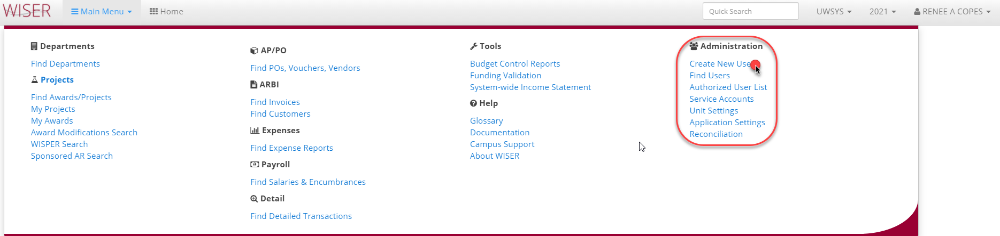 WISER
Main Menu
Home
Quick Search
UWSYS
2021
RENEE A COPES
Departments
Find Departments
Projects
Find Awards/Projects
My Projects
My Awards
Award Modifications Search
WISPER Search
Sponsored AR Search
AP/PO
Find POs, Vouchers, Vendors
ARBI
Find Invoices
Find Customers
Expenses
Find Expense Reports
Payroll
Find Salaries & Encumbrances
Detail
Find Detailed Transactions
Tools
Budget Control Reports
Funding Validation
System-wide Income Statement
Help
Glossary
Documentation
Campus Support
About WISER
Administration
Create New User
Find Users
Authorized User List
Service Accounts
Unit Settings
Application Settings
Reconciliation